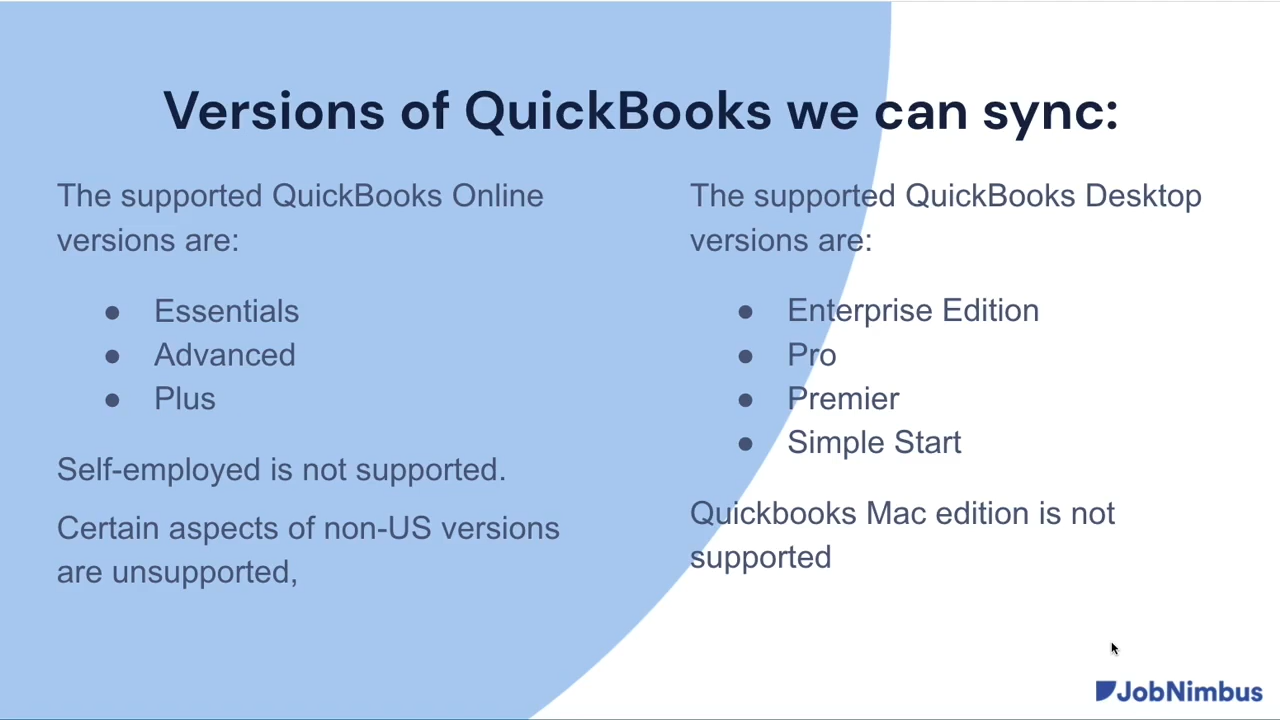 Versions of QuickBooks we can sync:
The supported QuickBooks Online
versions are:
● Essentials
● Advanced
● Plus
Self-employed is not supported.
Certain aspects of non-US versions
are unsupported,
The supported QuickBooks Desktop
versions are:
● Enterprise Edition
● Pro
● Premier
● Simple Start
Quickbooks Mac edition is not
supported
JobNimbus